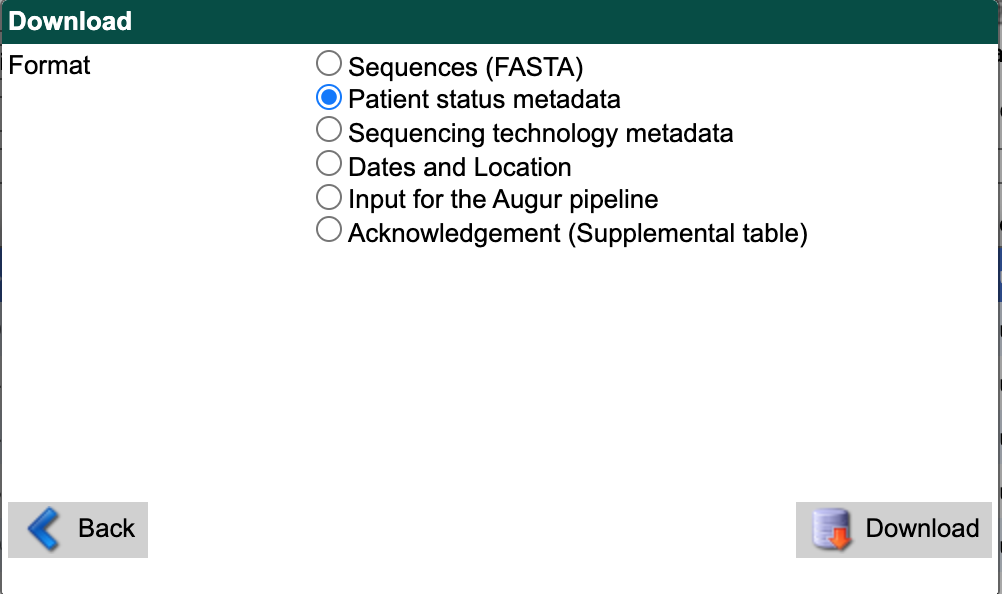 Download
Format
Sequences (FASTA)
Patient status metadata
Sequencing technology metadata
Dates and Location
Input for the Augur pipeline
Acknowledgement (Supplemental table)
Back
Download